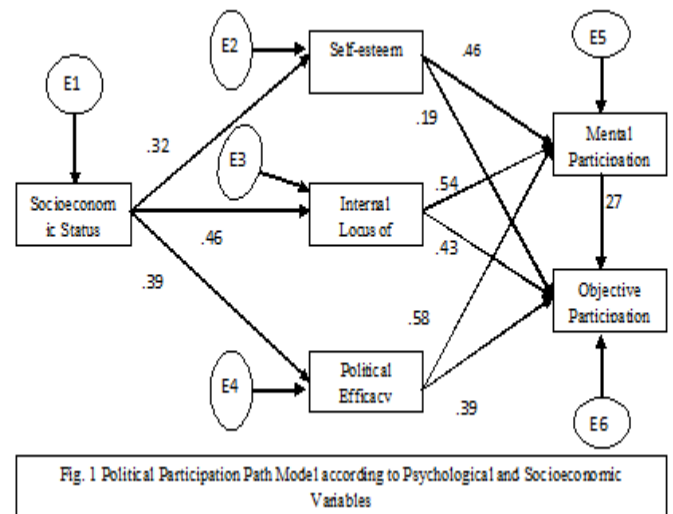 E1
E2
Self-esteem
.46
E5
.19
Mental
Participation
.32
E3
Socioeconom
ic Status
Internal
Locus of
.54
27
.46
.43
.39
Objective
Participation
.58
E4
Political
Efficacy
.39
E6
Fig. 1 Political Participation Path Model according to Psychological and Socioeconomic
Variables